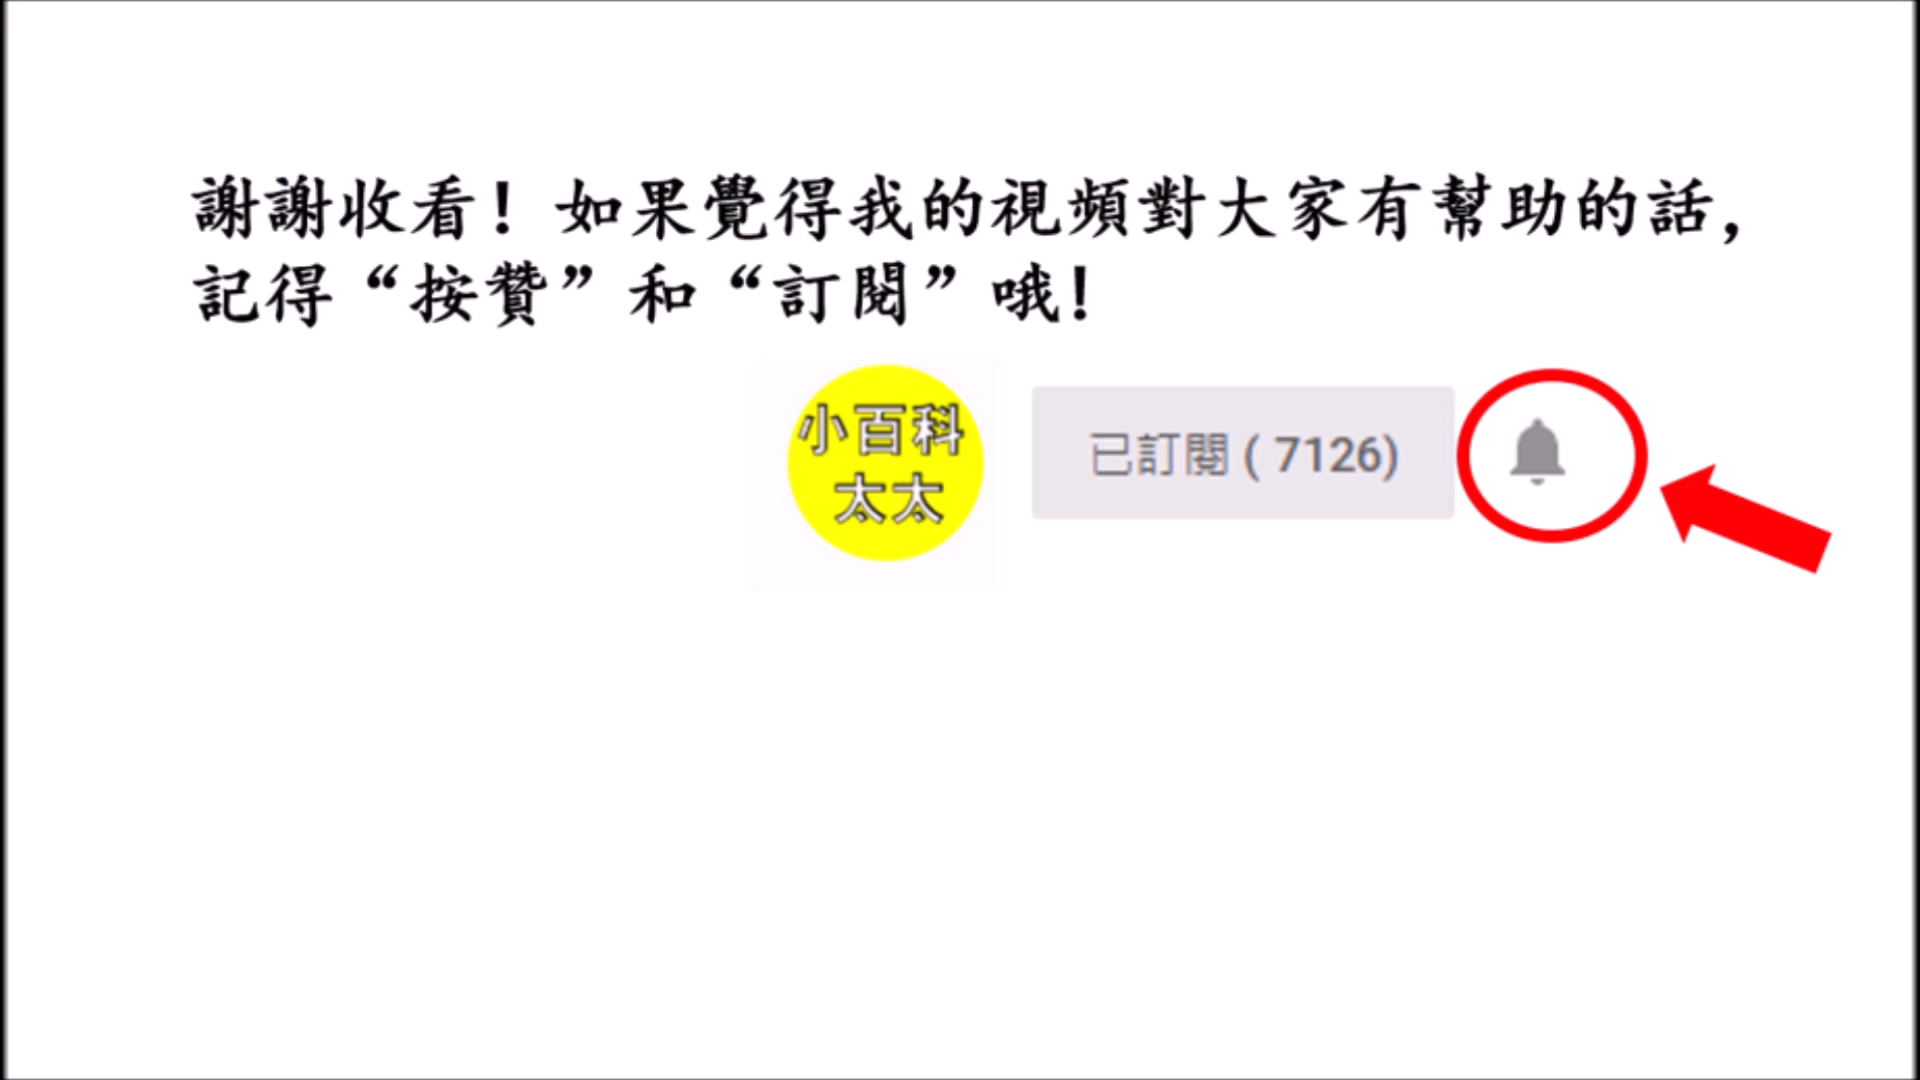 謝謝收看！如果覺得我的視頻對大家有幫助的話，
記得“按贊”和“訂閱”哦！
小百科
太太
已訂閱 ( 7126)